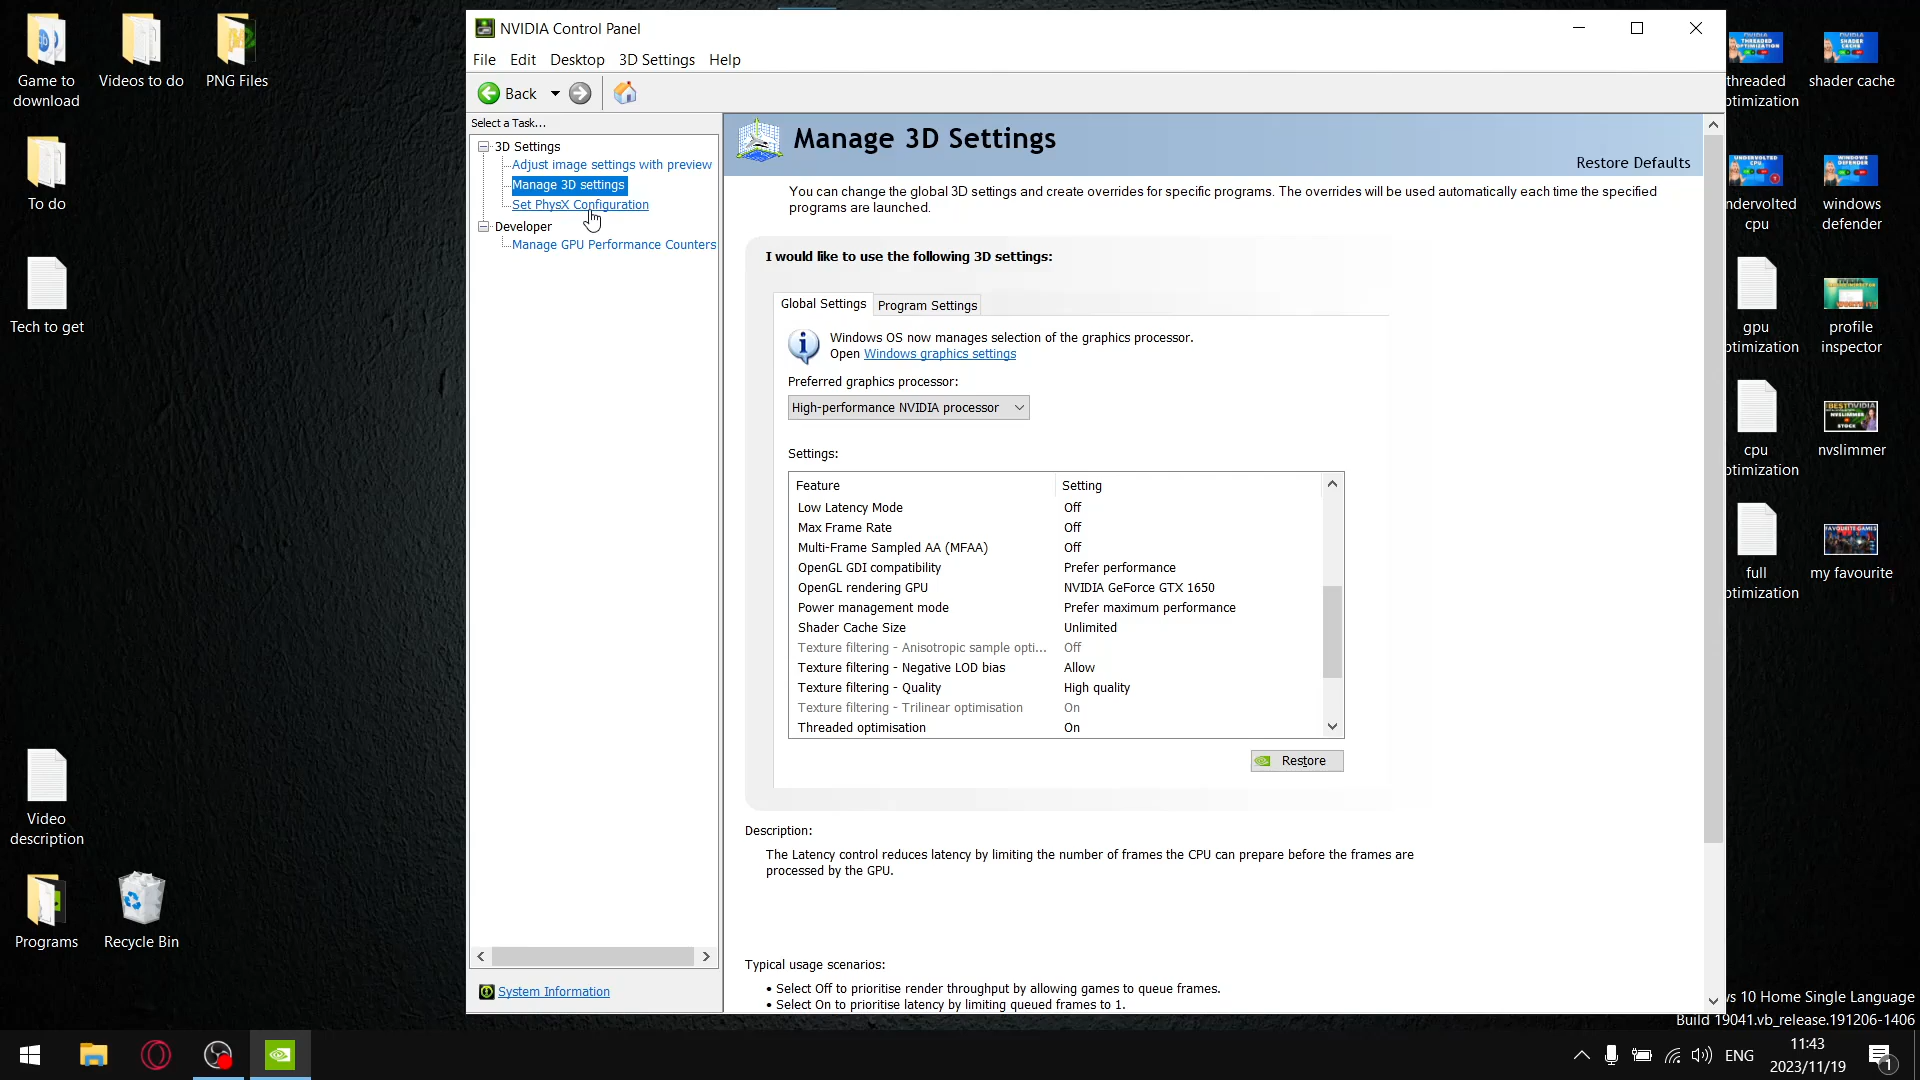 Game to
download
Videos to do
PNG Files
To do
Tech to get
Video
description
Programs
Recycle Bin
NVIDIA Control Panel
File
Edit
Desktop
3D Settings
Help
Back
Select a Task...
3D Settings
Adjust image settings with preview
Manage 3D settings
Set PhysX Configuration
Developer
Manage GPU Performance Counters
System Information
Manage 3D Settings
Restore Defaults
You can change the global 3D settings and create overrides for specific programs. The overrides will be used automatically each time the specified
programs are launched.
I would like to use the following 3D settings:
Global Settings
Program Settings
Windows OS now manages selection of the graphics processor.
Open Windows graphics settings
Preferred graphics processor:
High-performance NVIDIA processor
Settings:
Feature Setting
Low Latency Mode Off
Max Frame Rate Off
Multi-Frame Sampled AA (MFAA) Off
OpenGL GDI compatibility Prefer performance
OpenGL rendering GPU NVIDIA GeForce GTX 1650
Power management mode Prefer maximum performance
Shader Cache Size Unlimited
Texture filtering - Anisotropic sample opti... Off
Texture filtering - Negative LOD bias Allow
Texture filtering - Quality High quality
Texture filtering - Trilinear optimisation On
Threaded optimisation On
Restore
Description:
The Latency control reduces latency by limiting the number of frames the CPU can prepare before the frames are
processed by the GPU.
Typical usage scenarios:
• Select Off to prioritise render throughput by allowing games to queue frames.
• Select On to prioritise latency by limiting queued frames to 1.
threaded
ptimization
shader cache
ndervolted
cpu
windows
defender
gpu
ptimization
profile
inspector
cpu
ptimization
nvslimmer
full
ptimization
my favourite
vs 10 Home Single Language
Build 19041.vb_release.191206-1406
ENG
11:43
2023/11/19
1